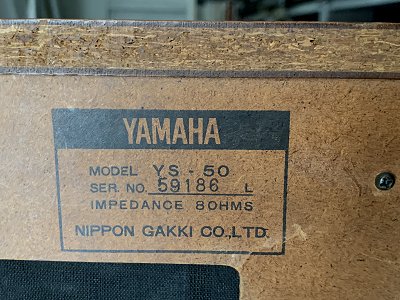 YAMAHA
MODEL YS - 50
SER. NO. 59186 L
IMPEDANCE 8OHMS
NIPPON GAKKI CO.,LTD.